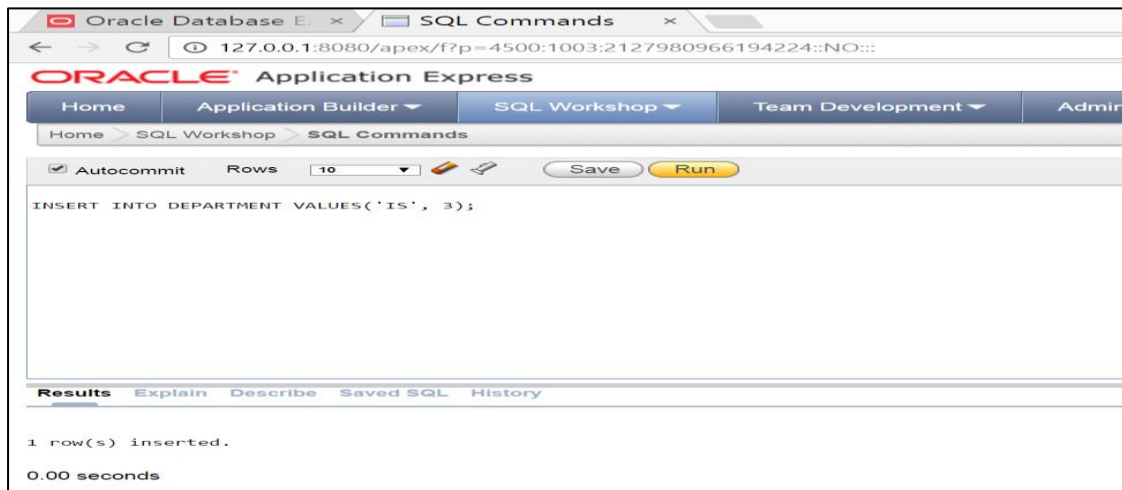 Oracle Database E × SQL Commands ×
127.0.0.1:8080/apex/f?p=4500:1003:2127980966194224::NO:::
ORACLE Application Express
Home Application Builder SQL Workshop Team Development Admin
Home SQL Workshop SQL Commands
Autocommit Rows 10 Save Run
INSERT INTO DEPARTMENT VALUES('IS', 3);
Results Explain Describe Saved SQL History
1 row(s) inserted.
0.00 seconds